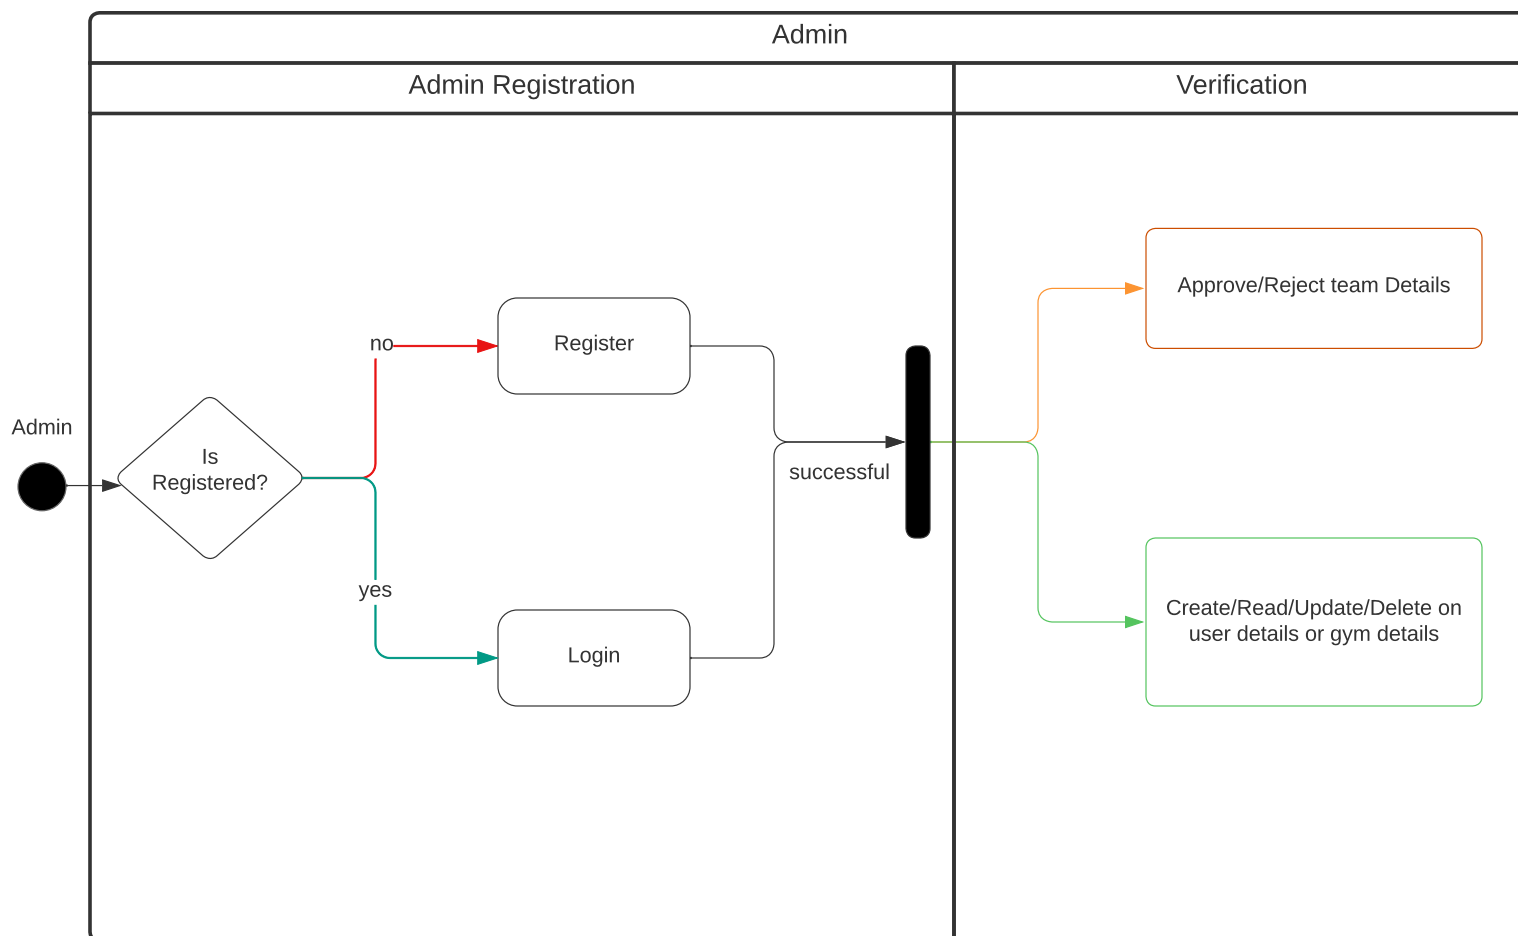 Admin
Admin Registration
Verification
Admin
Is
Registered?
no
yes
Register
Login
successful
Approve/Reject team Details
Create/Read/Update/Delete on
user details or gym details